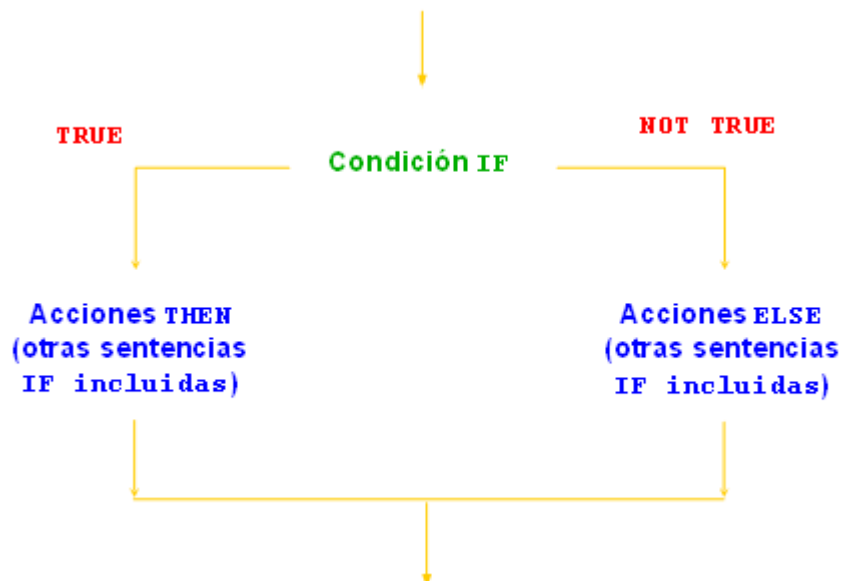 TRUE
NOT TRUE
Condición IF
Acciones THEN
(otras sentencias
IF incluidas)
Acciones ELSE
(otras sentencias
IF incluidas)